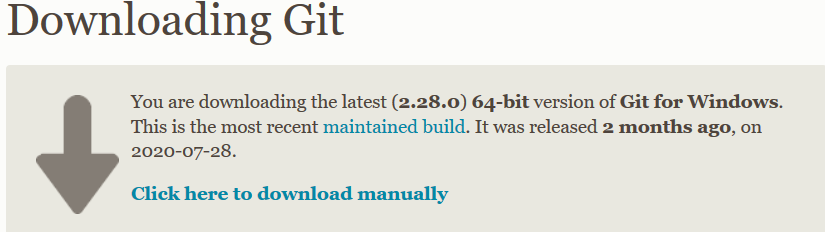 Downloading Git
You are downloading the latest (2.28.0) 64-bit version of Git for Windows.
This is the most recent maintained build. It was released 2 months ago, on
2020-07-28.
Click here to download manually